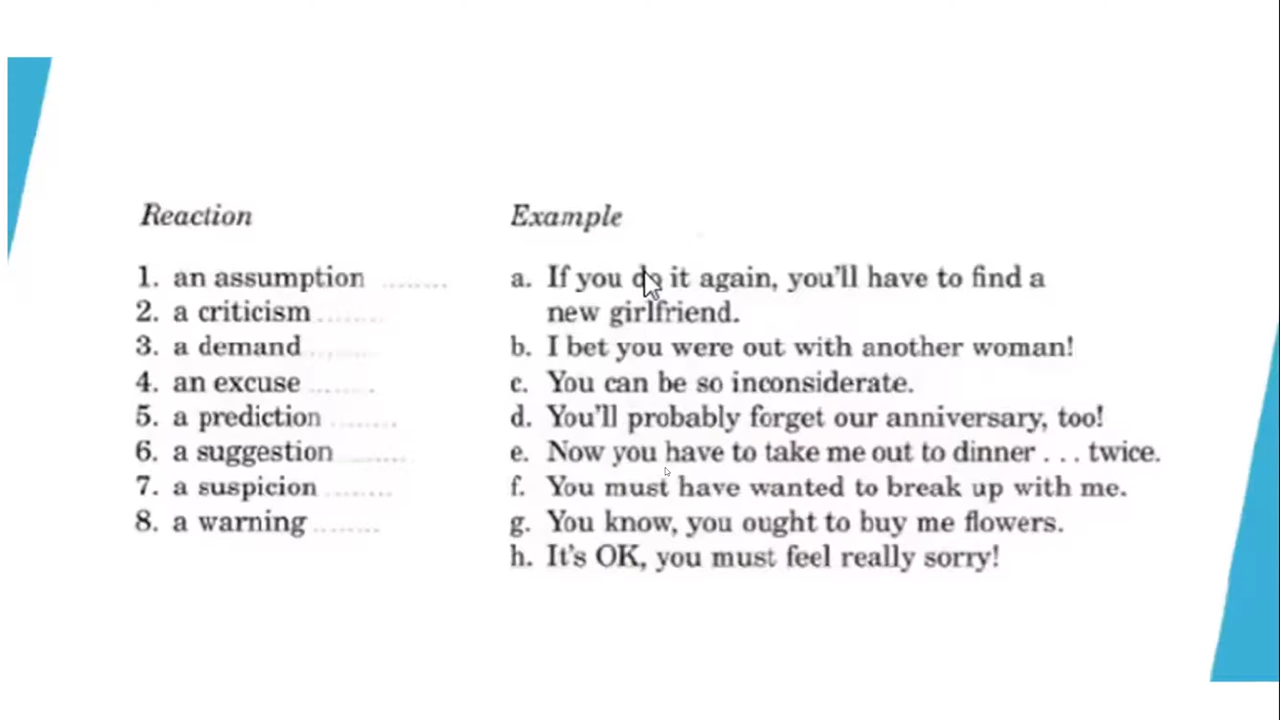 Reaction
Example
1. an assumption ........
2. a criticism ........
3. a demand ........
4. an excuse ........
5. a prediction ........
6. a suggestion ........
7. a suspicion ........
8. a warning ........
a. If you do it again, you'll have to find a
new girlfriend.
b. I bet you were out with another woman!
c. You can be so inconsiderate.
d. You'll probably forget our anniversary, too!
e. Now you have to take me out to dinner . . . twice.
f. You must have wanted to break up with me.
g. You know, you ought to buy me flowers.
h. It's OK, you must feel really sorry!